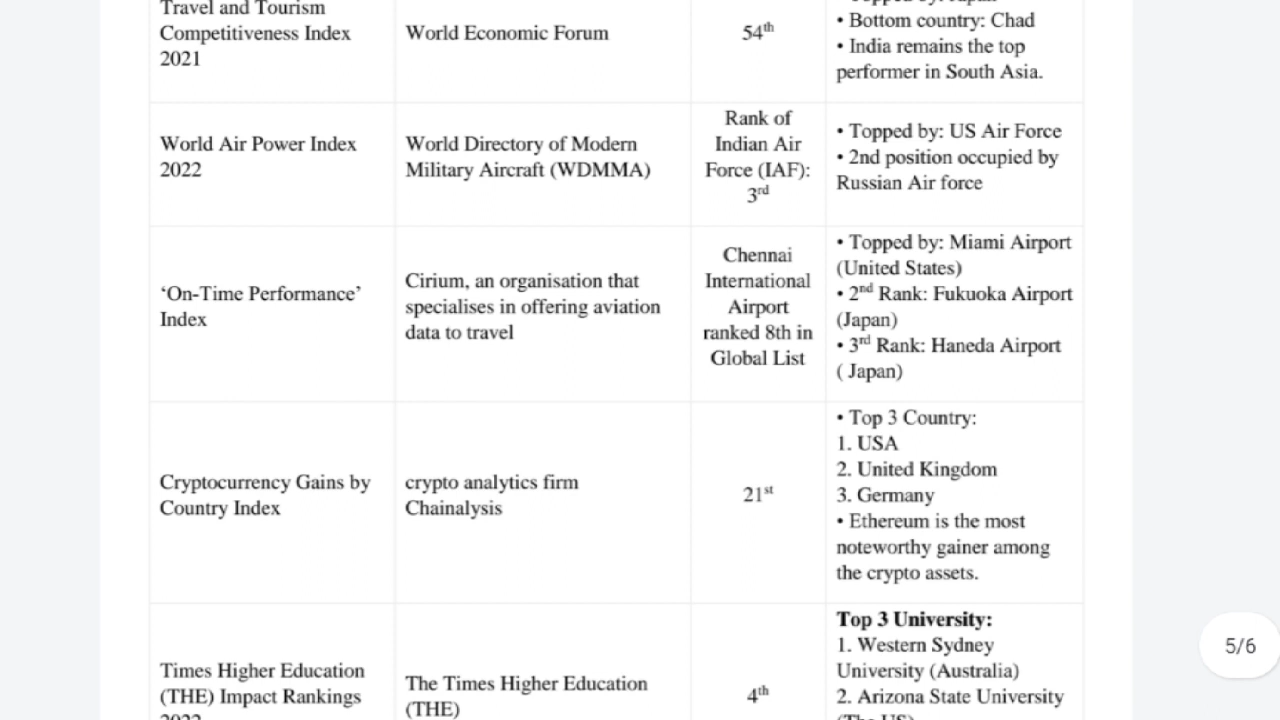 Travel and Tourism
Competitiveness Index
2021
World Economic Forum
54th
• Bottom country: Chad
• India remains the top
performer in South Asia.
World Air Power Index
2022
World Directory of Modern
Military Aircraft (WDMMA)
Rank of
Indian Air
Force (IAF):
3rd
• Topped by: US Air Force
• 2nd position occupied by
Russian Air force
‘On-Time Performance’
Index
Cirium, an organisation that
specialises in offering aviation
data to travel
Chennai
International
Airport
ranked 8th in
Global List
• Topped by: Miami Airport
(United States)
• 2nd Rank: Fukuoka Airport
(Japan)
• 3rd Rank: Haneda Airport
( Japan)
Cryptocurrency Gains by
Country Index
crypto analytics firm
Chainalysis
21st
• Top 3 Country:
1. USA
2. United Kingdom
3. Germany
• Ethereum is the most
noteworthy gainer among
the crypto assets.
Times Higher Education
(THE) Impact Rankings
The Times Higher Education
(THE)
4th
Top 3 University:
1. Western Sydney
University (Australia)
2. Arizona State University
5/6